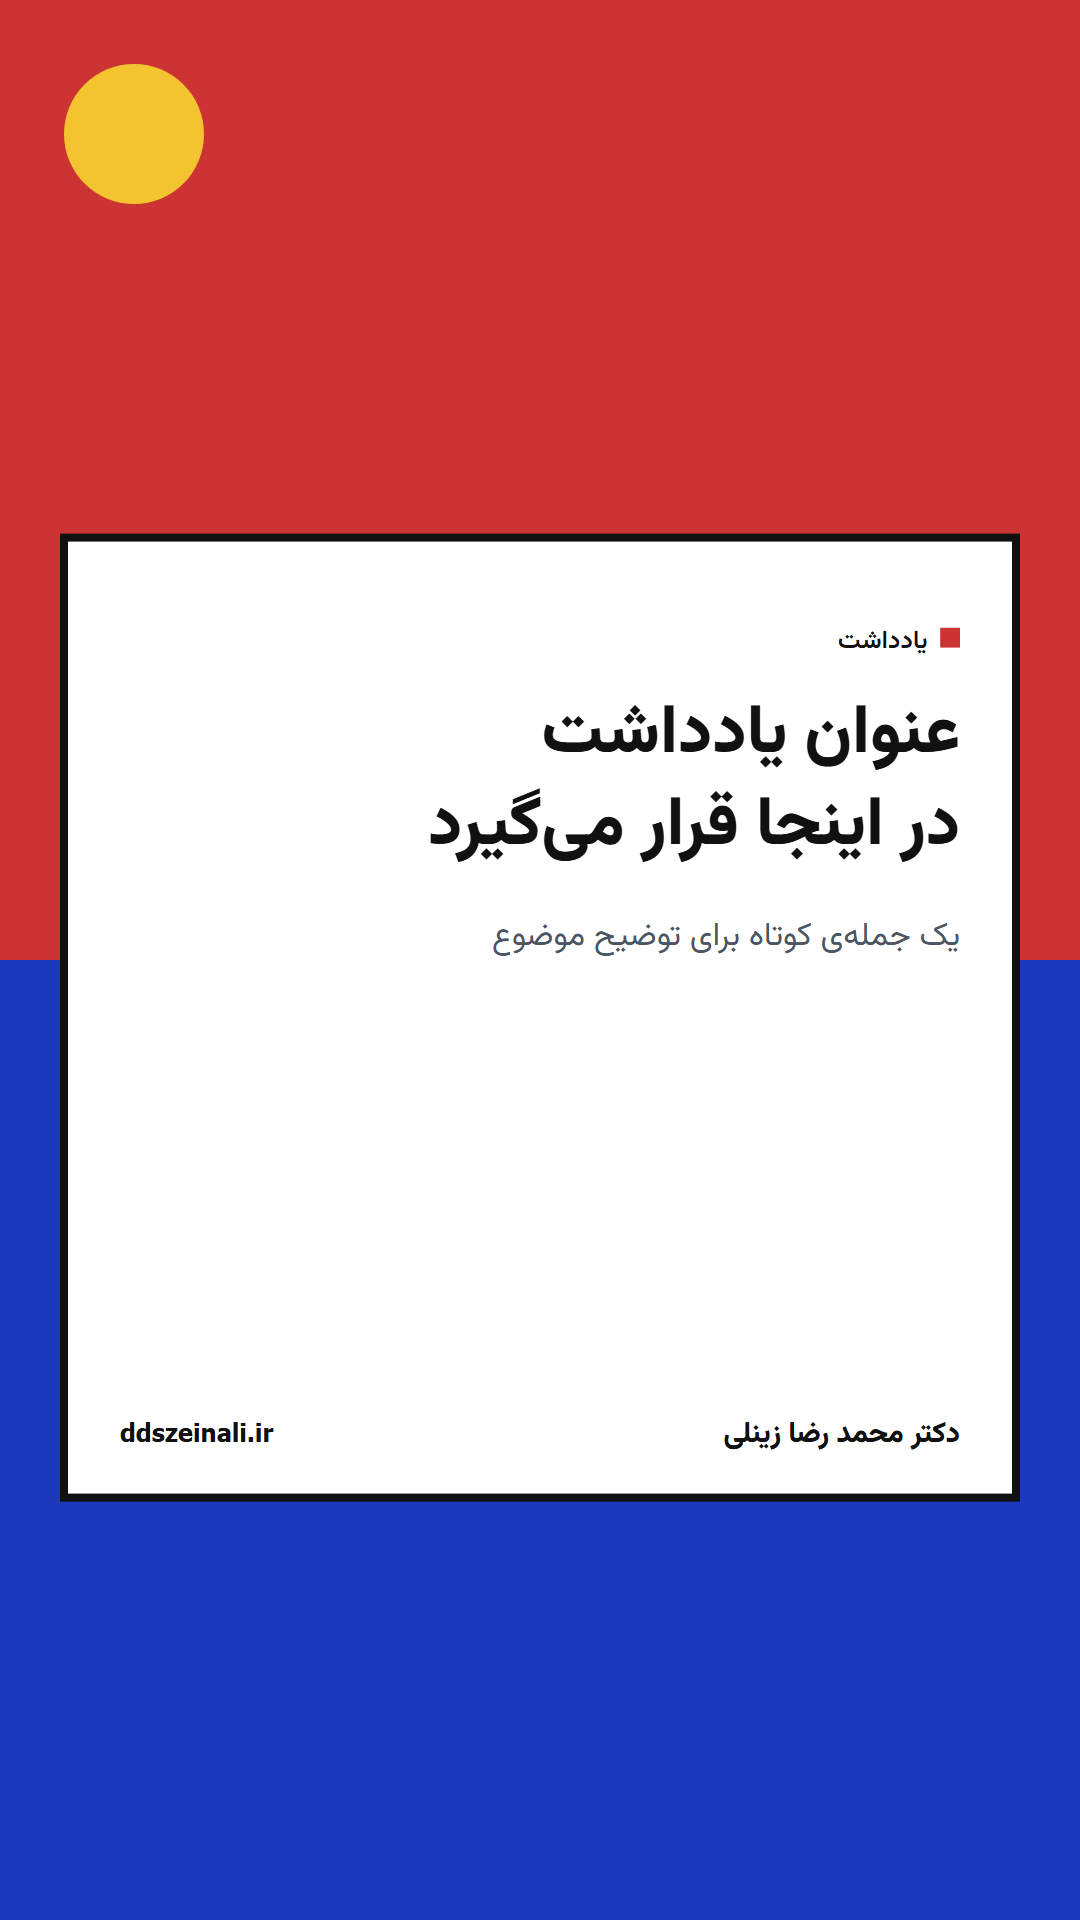 یادداشت
عنوان یادداشت
در اینجا قرار می‌گیرد
یک جمله‌ی کوتاه برای توضیح موضوع
دکتر محمد رضا زینلی
ddszeinali.ir